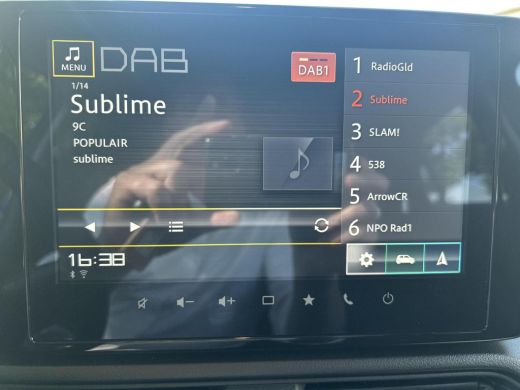 MENU
DAB
DAB1
1/14
Sublime
9C
POPULAIR
sublime
1 RadioGld
2 Sublime
3 SLAM!
4 538
5 ArrowCR
6 NPO Rad1
16:38